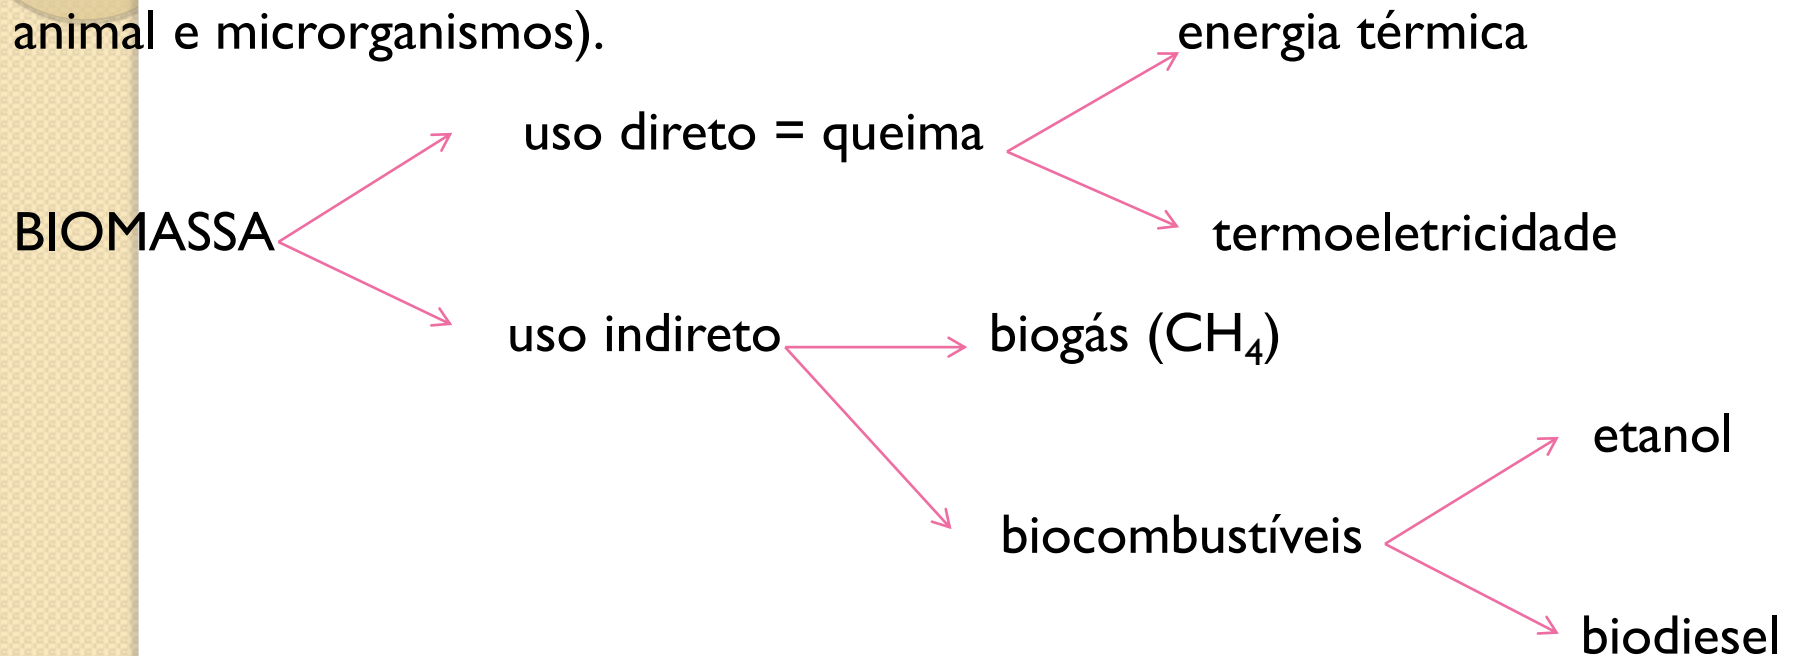 animal e microrganismos).
energia térmica
uso direto = queima
BIOMASSA
termoeletricidade
uso indireto
biogás (CH₄)
etanol
biocombustíveis
biodiesel